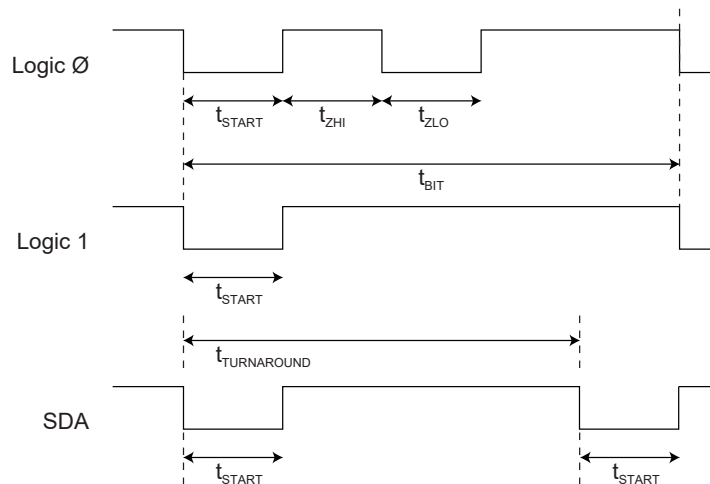 Logic Ø
tSTART tZHI tZLO
tBIT
Logic 1
tSTART
tTURNAROUND
SDA
tSTART tSTART